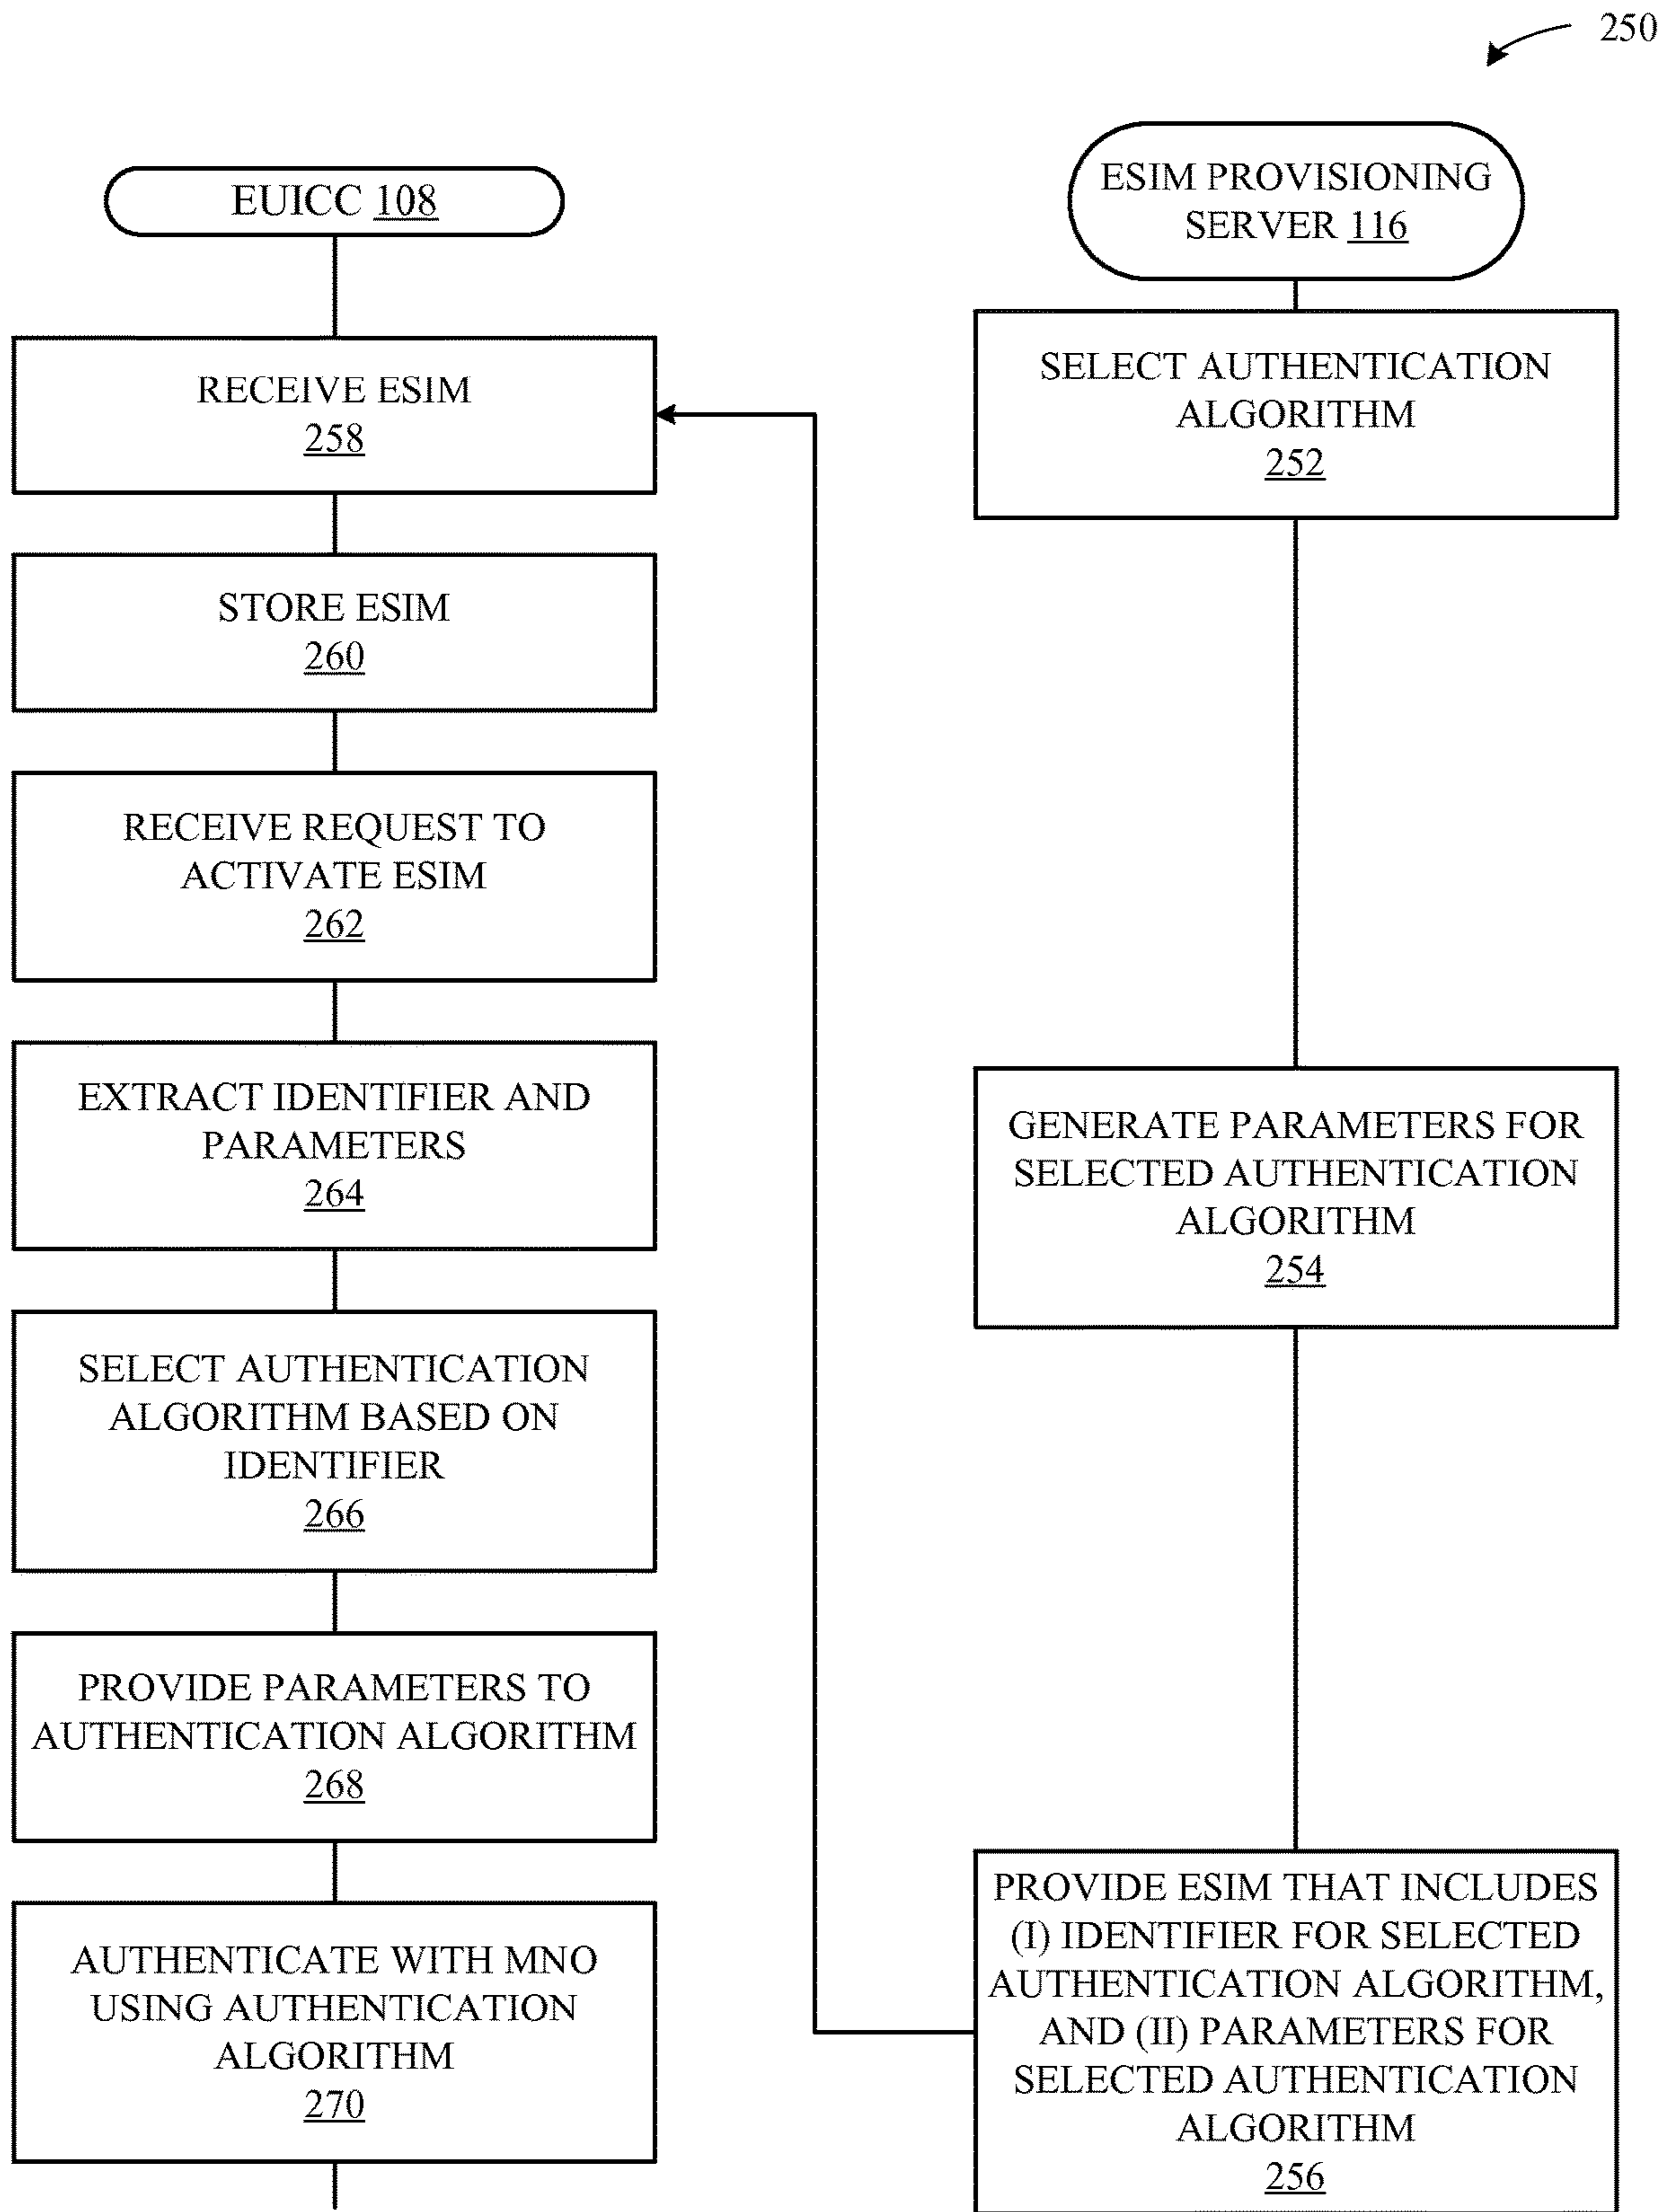 250
EUICC 108
RECEIVE ESIM
258
STORE ESIM
260
RECEIVE REQUEST TO
ACTIVATE ESIM
262
EXTRACT IDENTIFIER AND
PARAMETERS
264
SELECT AUTHENTICATION
ALGORITHM BASED ON
IDENTIFIER
266
PROVIDE PARAMETERS TO
AUTHENTICATION ALGORITHM
268
AUTHENTICATE WITH MNO
USING AUTHENTICATION
ALGORITHM
270
ESIM PROVISIONING
SERVER 116
SELECT AUTHENTICATION
ALGORITHM
252
GENERATE PARAMETERS FOR
SELECTED AUTHENTICATION
ALGORITHM
254
PROVIDE ESIM THAT INCLUDES
(I) IDENTIFIER FOR SELECTED
AUTHENTICATION ALGORITHM,
AND (II) PARAMETERS FOR
SELECTED AUTHENTICATION
ALGORITHM
256